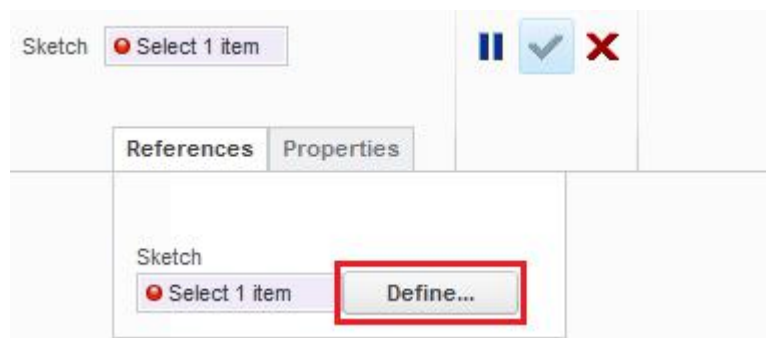 Sketch Select 1 item
References Properties
Sketch
Select 1 item Define...